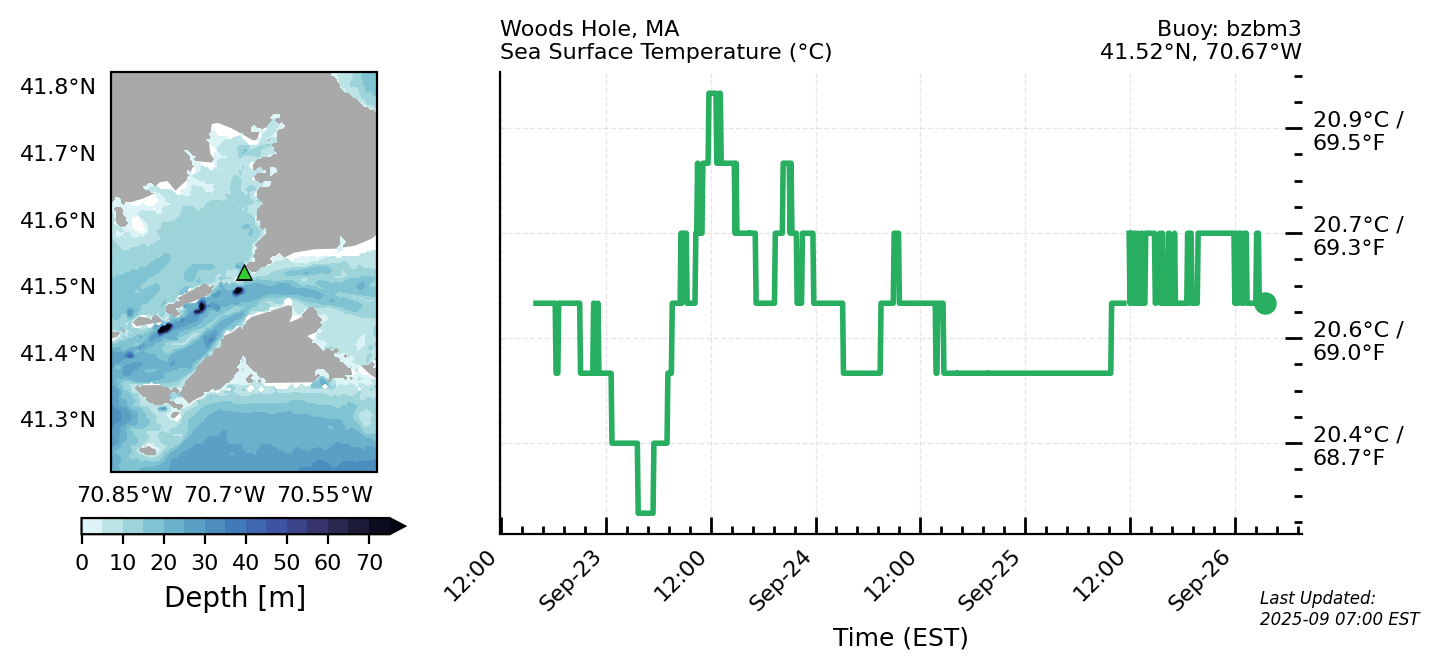 Woods Hole, MA
Sea Surface Temperature (°C)
Buoy: bzbm3
41.52°N, 70.67°W
41.8°N
41.7°N
41.6°N
41.5°N
41.4°N
41.3°N
70.85°W 70.7°W 70.55°W
0 10 20 30 40 50 60 70
Depth [m]
20.9°C /
69.5°F
20.7°C /
69.3°F
20.6°C /
69.0°F
20.4°C /
68.7°F
12:00 Sep-23 12:00 Sep-24 12:00 Sep-25 12:00 Sep-26
Time (EST)
Last Updated:
2025-09 07:00 EST